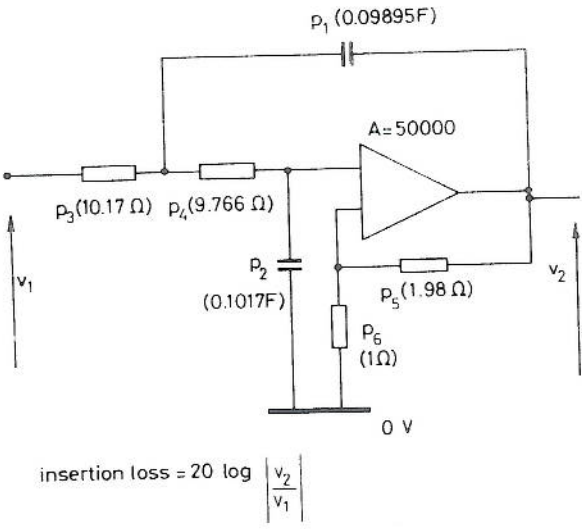 p₁ (0.09895F)
A=50000
p₃(10.17 Ω) p₄(9.766 Ω)
p₂
(0.1017F)
p₅(1.98 Ω)
p₆
(1Ω)
v₁
v₂
0 V
insertion loss = 20 log |v₂/v₁|